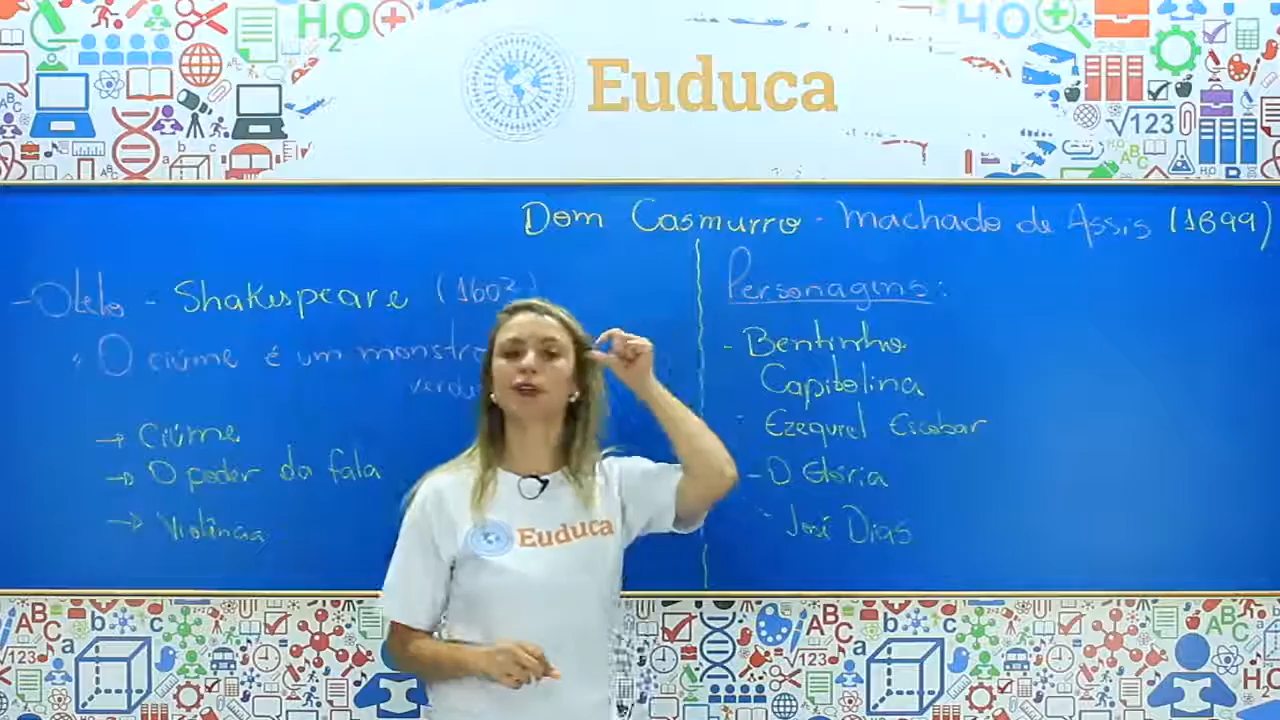 Euduca
Dom Casmurro - Machado de Assis (1899)
- Otelo - Shakespeare (1603)
O ciúme é um monstro
→ Ciúme
→ O poder da fala
→ Violência
Personagens:
- Bentinho
Capitolina
Ezequiel Escobar
- D Glória
José Dias
Euduca